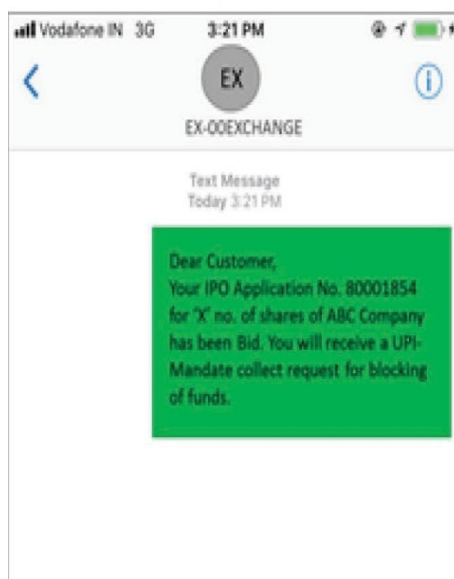 Vodafone IN 3G 3:21 PM
EX
EX-00EXCHANGE
Text Message
Today 3:21 PM
Dear Customer,
Your IPO Application No. 80001854
for 'X' no. of shares of ABC Company
has been Bid. You will receive a UPI-
Mandate collect request for blocking
of funds.